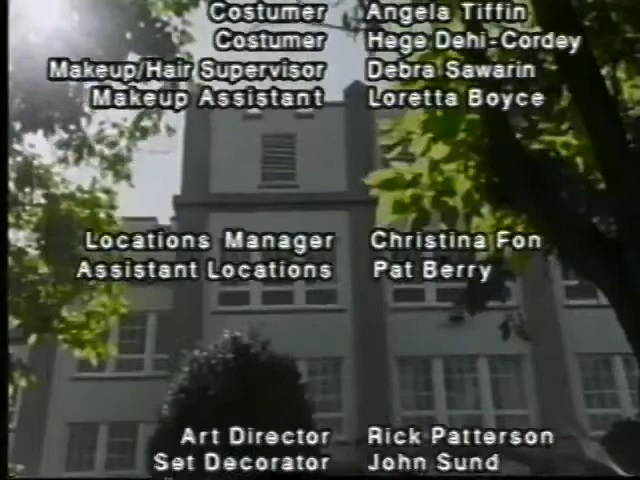 Costumer Angela Tiffin
Costumer Hege Dehi-Cordey
Makeup/Hair Supervisor Debra Sawarin
Makeup Assistant Loretta Boyce
Locations Manager Christina Fon
Assistant Locations Pat Berry
Art Director Rick Patterson
Set Decorator John Sund